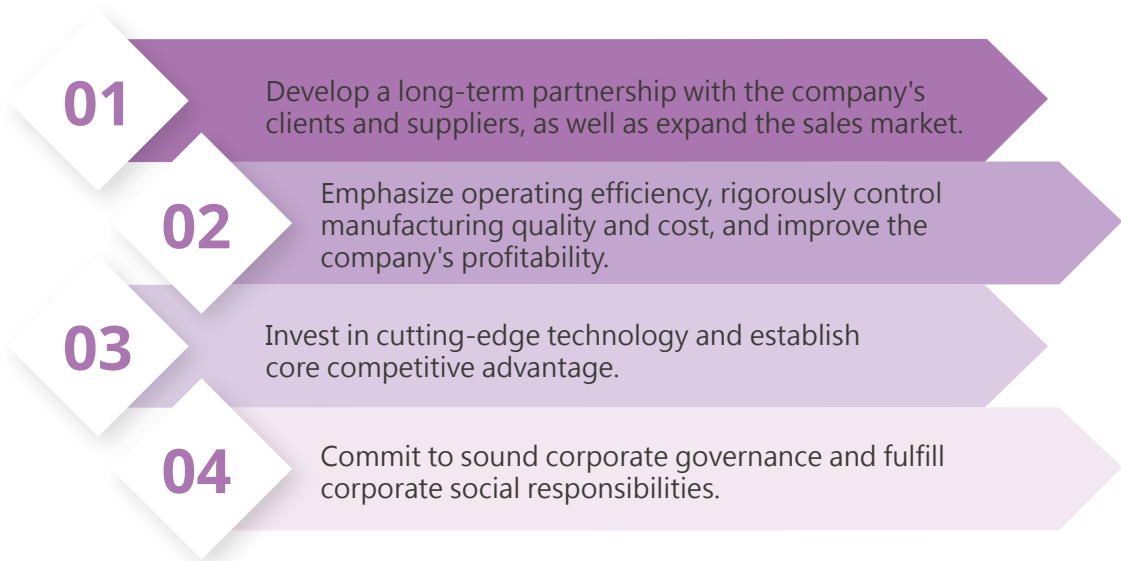 01
Develop a long-term partnership with the company's
clients and suppliers, as well as expand the sales market.
02
Emphasize operating efficiency, rigorously control
manufacturing quality and cost, and improve the
company's profitability.
03
Invest in cutting-edge technology and establish
core competitive advantage.
04
Commit to sound corporate governance and fulfill
corporate social responsibilities.